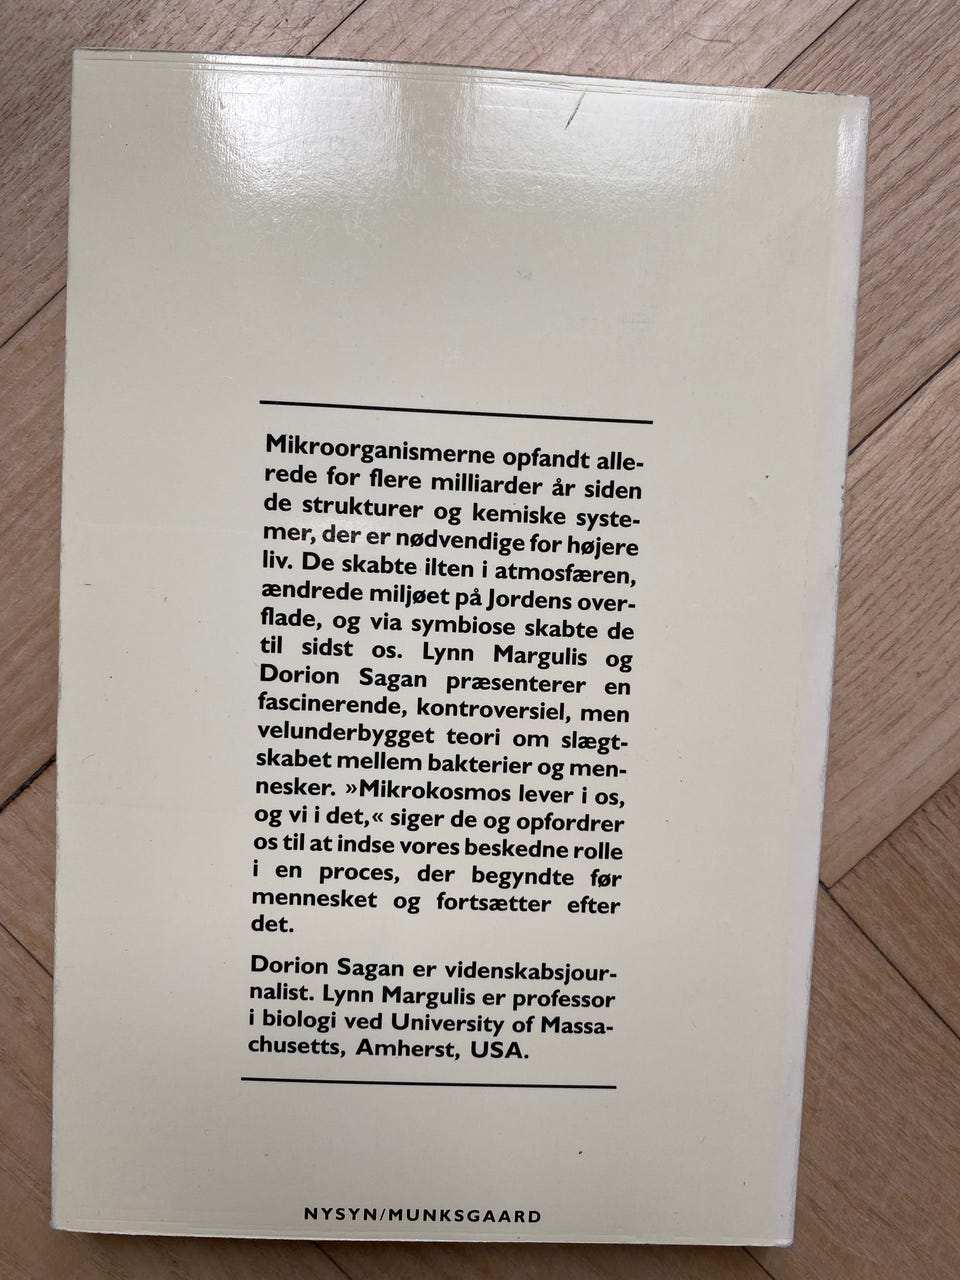 Mikroorganismerne opfandt alle-
rede for flere milliarder år siden
de strukturer og kemiske syste-
mer, der er nødvendige for højere
liv. De skabte ilten i atmosfæren,
ændrede miljøet på Jordens over-
flade, og via symbiose skabte de
til sidst os. Lynn Margulis og
Dorion Sagan præsenterer en
fascinerende, kontroversiel, men
velunderbygget teori om slægt-
skabet mellem bakterier og men-
nesker. »Mikrokosmos lever i os,
og vi i det,« siger de og opfordrer
os til at indse vores beskedne rolle
i en proces, der begyndte før
mennesket og fortsætter efter
det.
Dorion Sagan er videnskabsjour-
nalist. Lynn Margulis er professor
i biologi ved University of Massa-
chusetts, Amherst, USA.
NYSYN/MUNKSGAARD